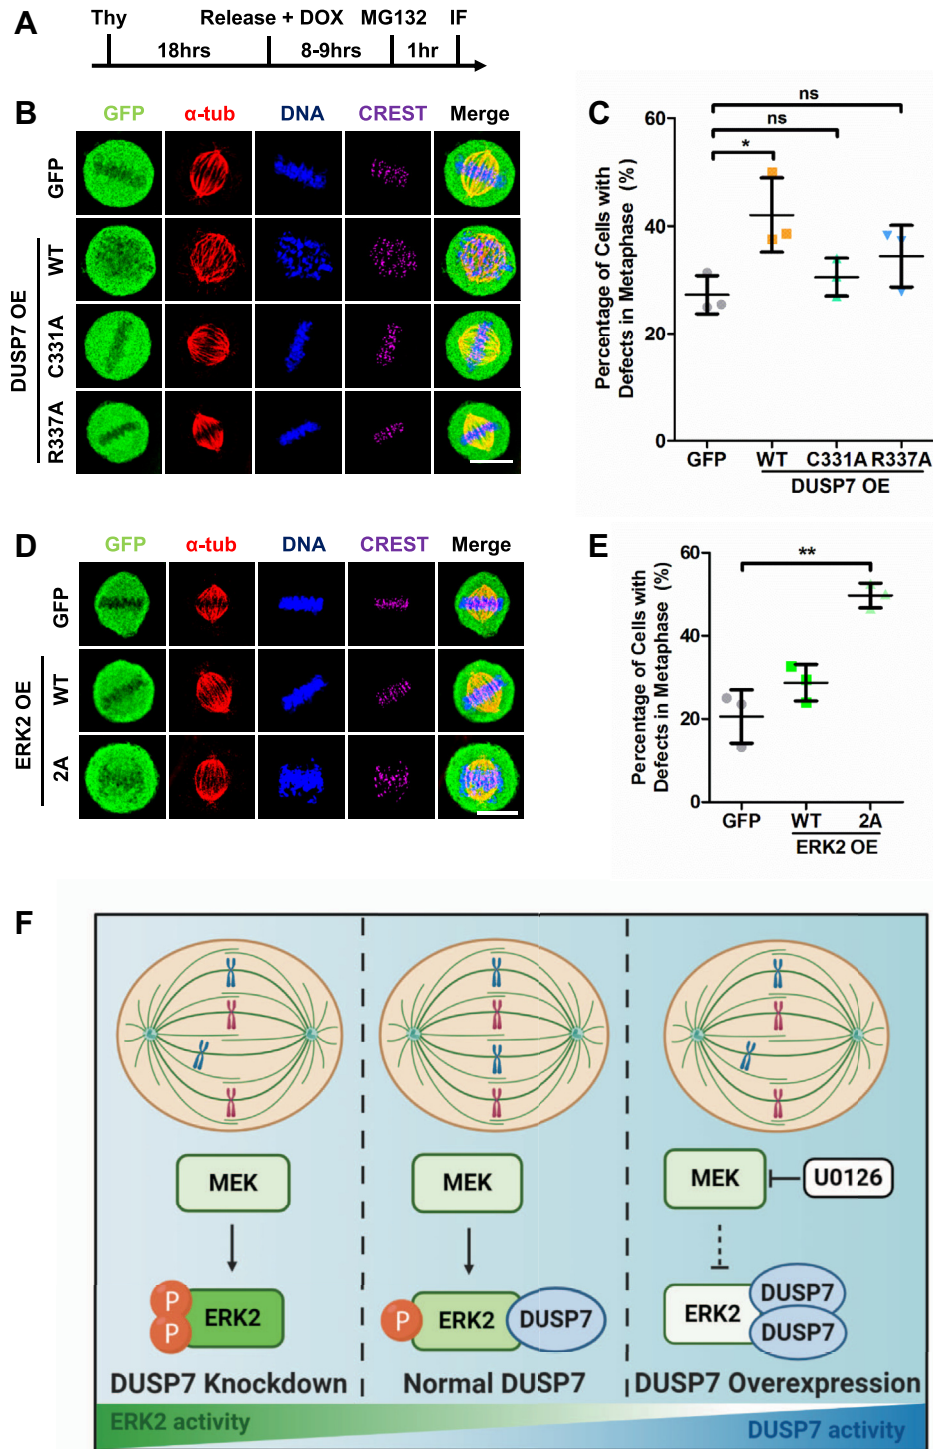 A
Thy Release + DOX MG132 IF
18hrs 8-9hrs 1hr
B
GFP α-tub DNA CREST Merge
GFP
DUSP7 OE
WT
C331A
R337A
C
ns
ns
*
Percentage of Cells with
Defects in Metaphase (%)
60
40
20
0
GFP WT C331A R337A
DUSP7 OE
D
GFP α-tub DNA CREST Merge
GFP
ERK2 OE
WT
2A
E
**
Percentage of Cells with
Defects in Metaphase (%)
60
40
20
0
GFP WT 2A
ERK2 OE
F
MEK MEK MEK U0126
P
P
ERK2
P
ERK2 DUSP7
ERK2
DUSP7
DUSP7
DUSP7 Knockdown Normal DUSP7 DUSP7 Overexpression
ERK2 activity
DUSP7 activity